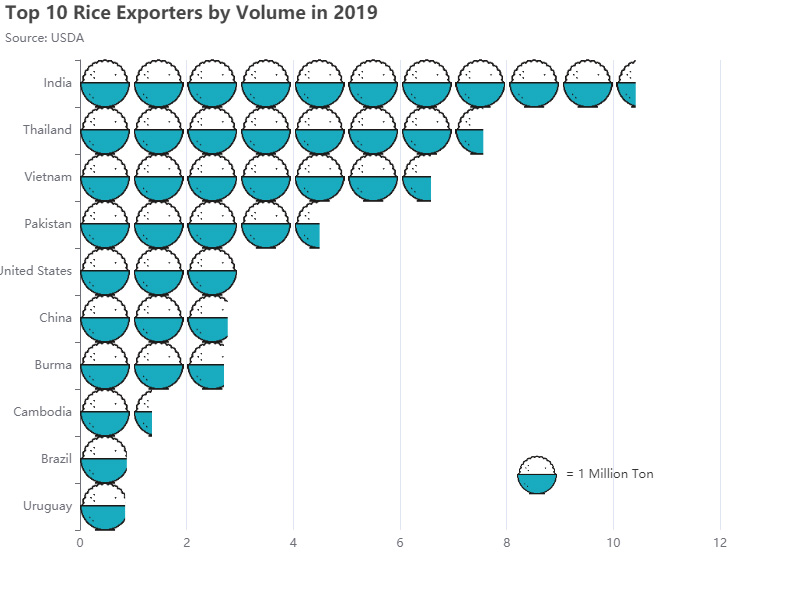 Top 10 Rice Exporters by Volume in 2019
Source: USDA
India
Thailand
Vietnam
Pakistan
United States
China
Burma
Cambodia
Brazil
Uruguay
= 1 Million Ton
0 2 4 6 8 10 12